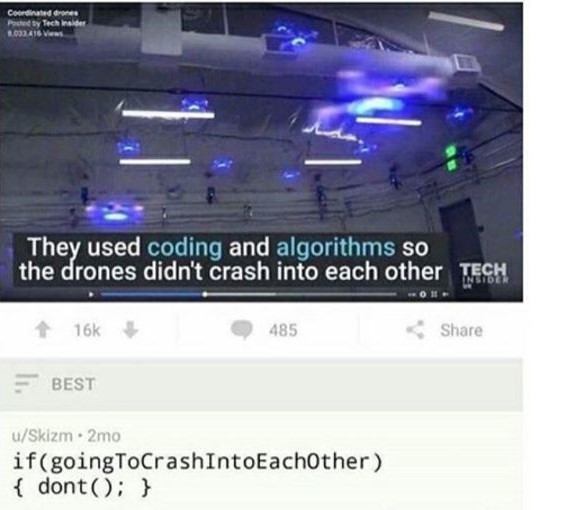 Coordinated drones
Posted by Tech Insider
8,033,416 Views
They used coding and algorithms so
the drones didn't crash into each other
TECH
INSIDER
UK
16k
485
Share
BEST
u/Skizm • 2mo
if(goingToCrashIntoEachOther)
{ dont(); }